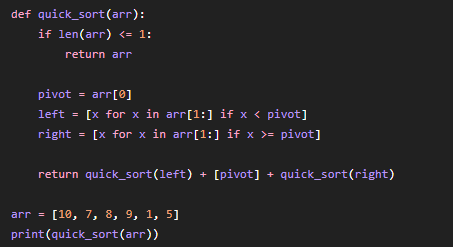 def quick_sort(arr):
    if len(arr) <= 1:
        return arr

    pivot = arr[0]
    left = [x for x in arr[1:] if x < pivot]
    right = [x for x in arr[1:] if x >= pivot]

    return quick_sort(left) + [pivot] + quick_sort(right)

arr = [10, 7, 8, 9, 1, 5]
print(quick_sort(arr))